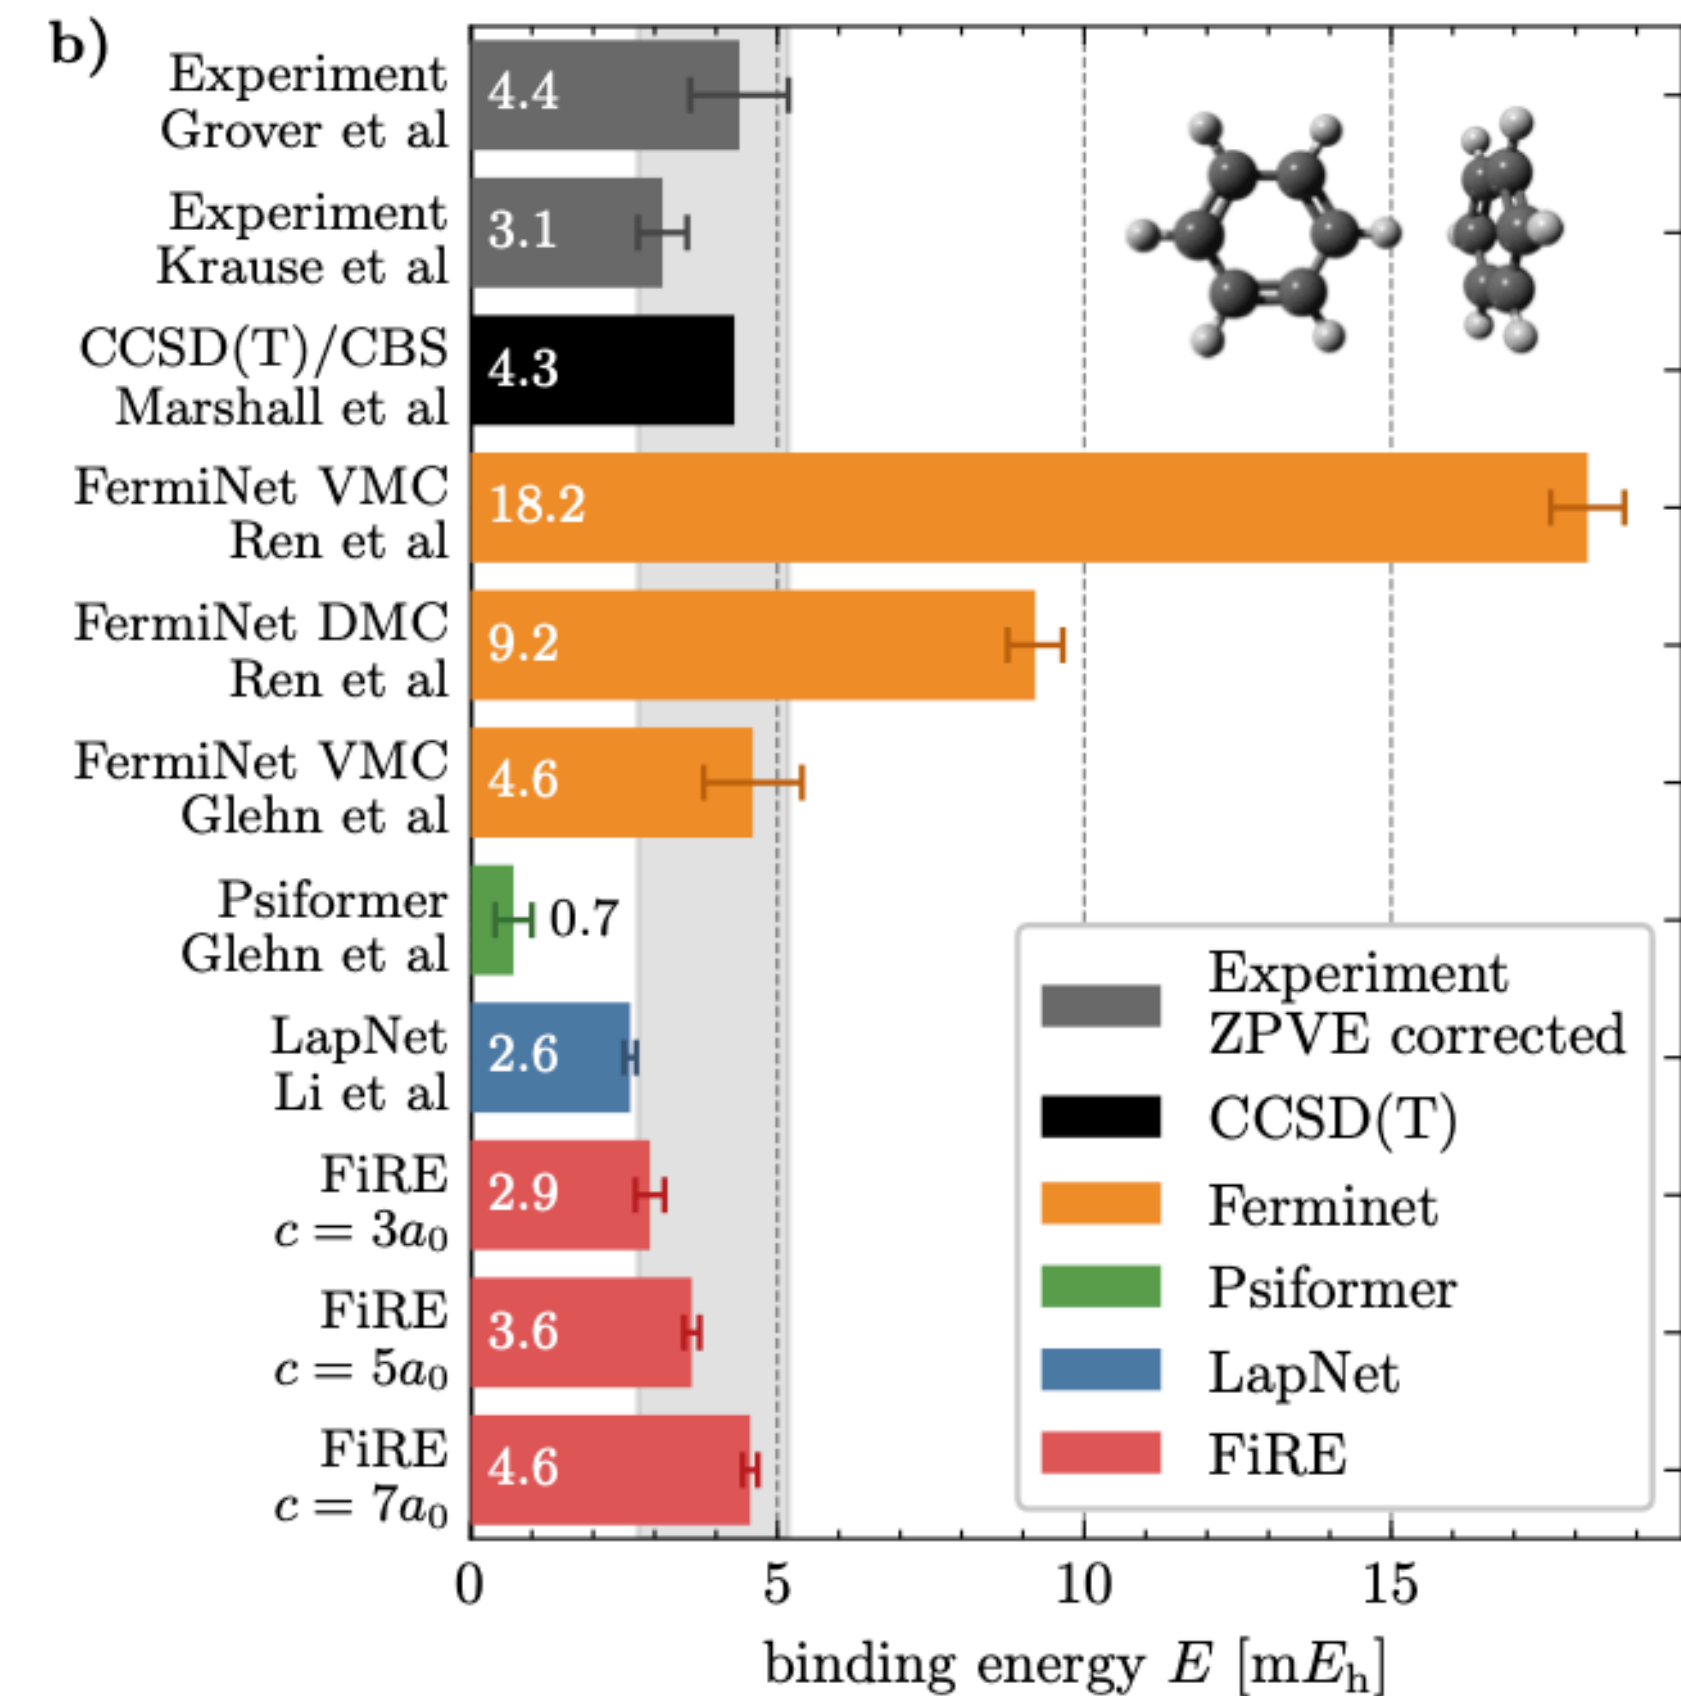 b)
Experiment
Grover et al
4.4
Experiment
Krause et al
3.1
CCSD(T)/CBS
Marshall et al
4.3
FermiNet VMC
Ren et al
18.2
FermiNet DMC
Ren et al
9.2
FermiNet VMC
Glehn et al
4.6
Psiformer
Glehn et al
0.7
LapNet
Li et al
2.6
FiRE
c = 3a₀
2.9
FiRE
c = 5a₀
3.6
FiRE
c = 7a₀
4.6
Experiment
ZPVE corrected
CCSD(T)
Ferminet
Psiformer
LapNet
FiRE
0 5 10 15
binding energy E [mEₕ]